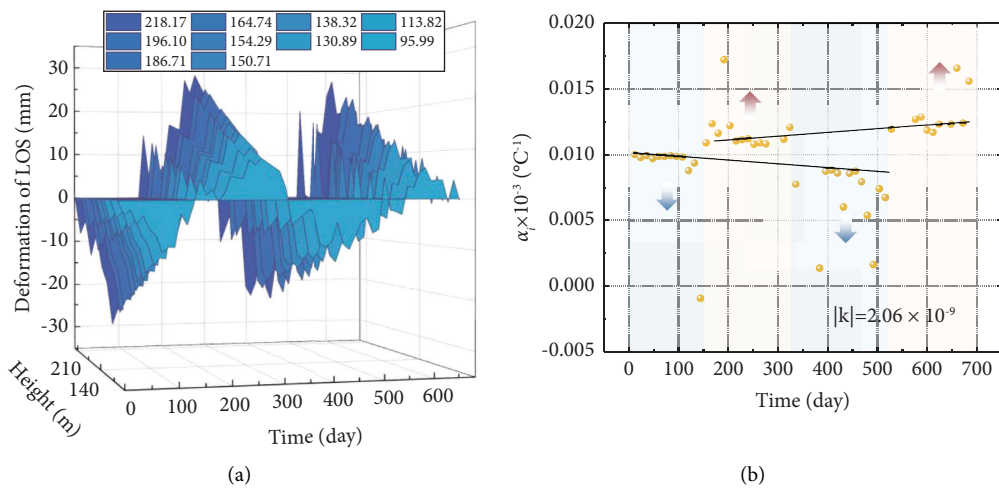 218.17 164.74 138.32 113.82
196.10 154.29 130.89 95.99
186.71 150.71
30
20
10
0
-10
-20
-30
Deformation of LOS (mm)
210
140
Height (m)
0 100 200 300 400 500 600
Time (day)
(a)
0.020
0.015
0.010
0.005
0.000
-0.005
αᵢ×10⁻³ (°C⁻¹)
|k|=2.06 × 10⁻⁹
0 100 200 300 400 500 600 700
Time (day)
(b)